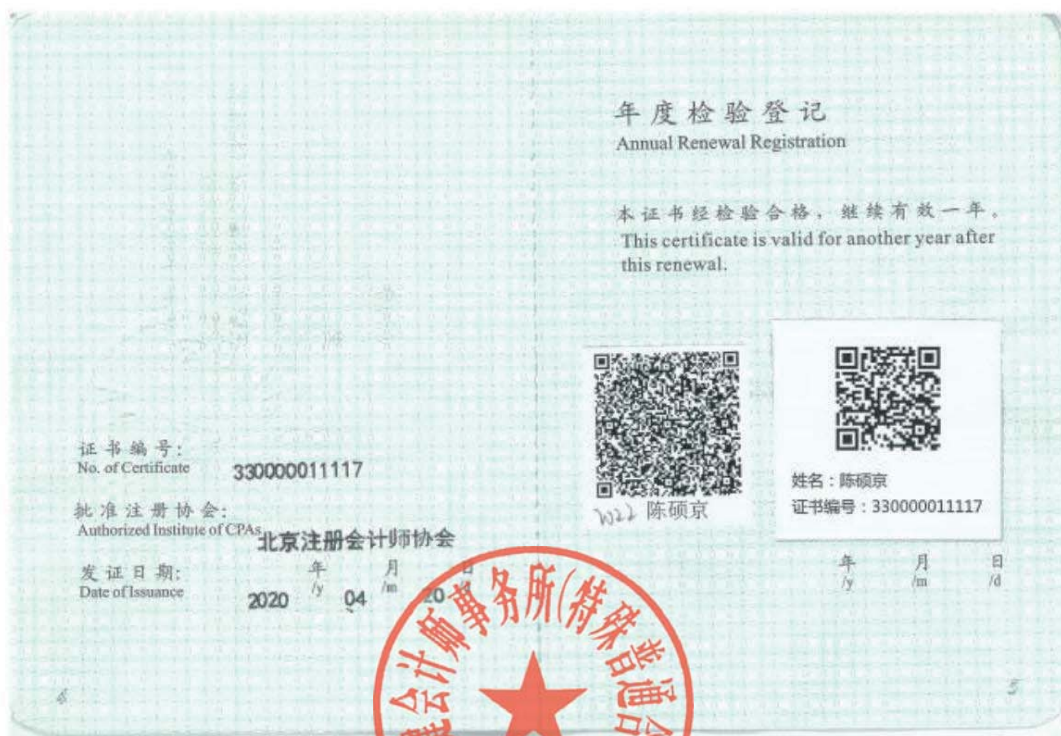 年度检验登记
Annual Renewal Registration
本证书经检验合格，继续有效一年。
This certificate is valid for another year after
this renewal.
证书编号:
No. of Certificate
330000011117
批准注册协会:
Authorized Institute of CPAs
北京注册会计师协会
发证日期:
Date of Issuance
2020 年 /y 04 月 /m 20 日
2022 陈硕京
姓名：陈硕京
证书编号：330000011117
年 /y 月 /m 日 /d
会计师事务所(特殊普通合
4
5